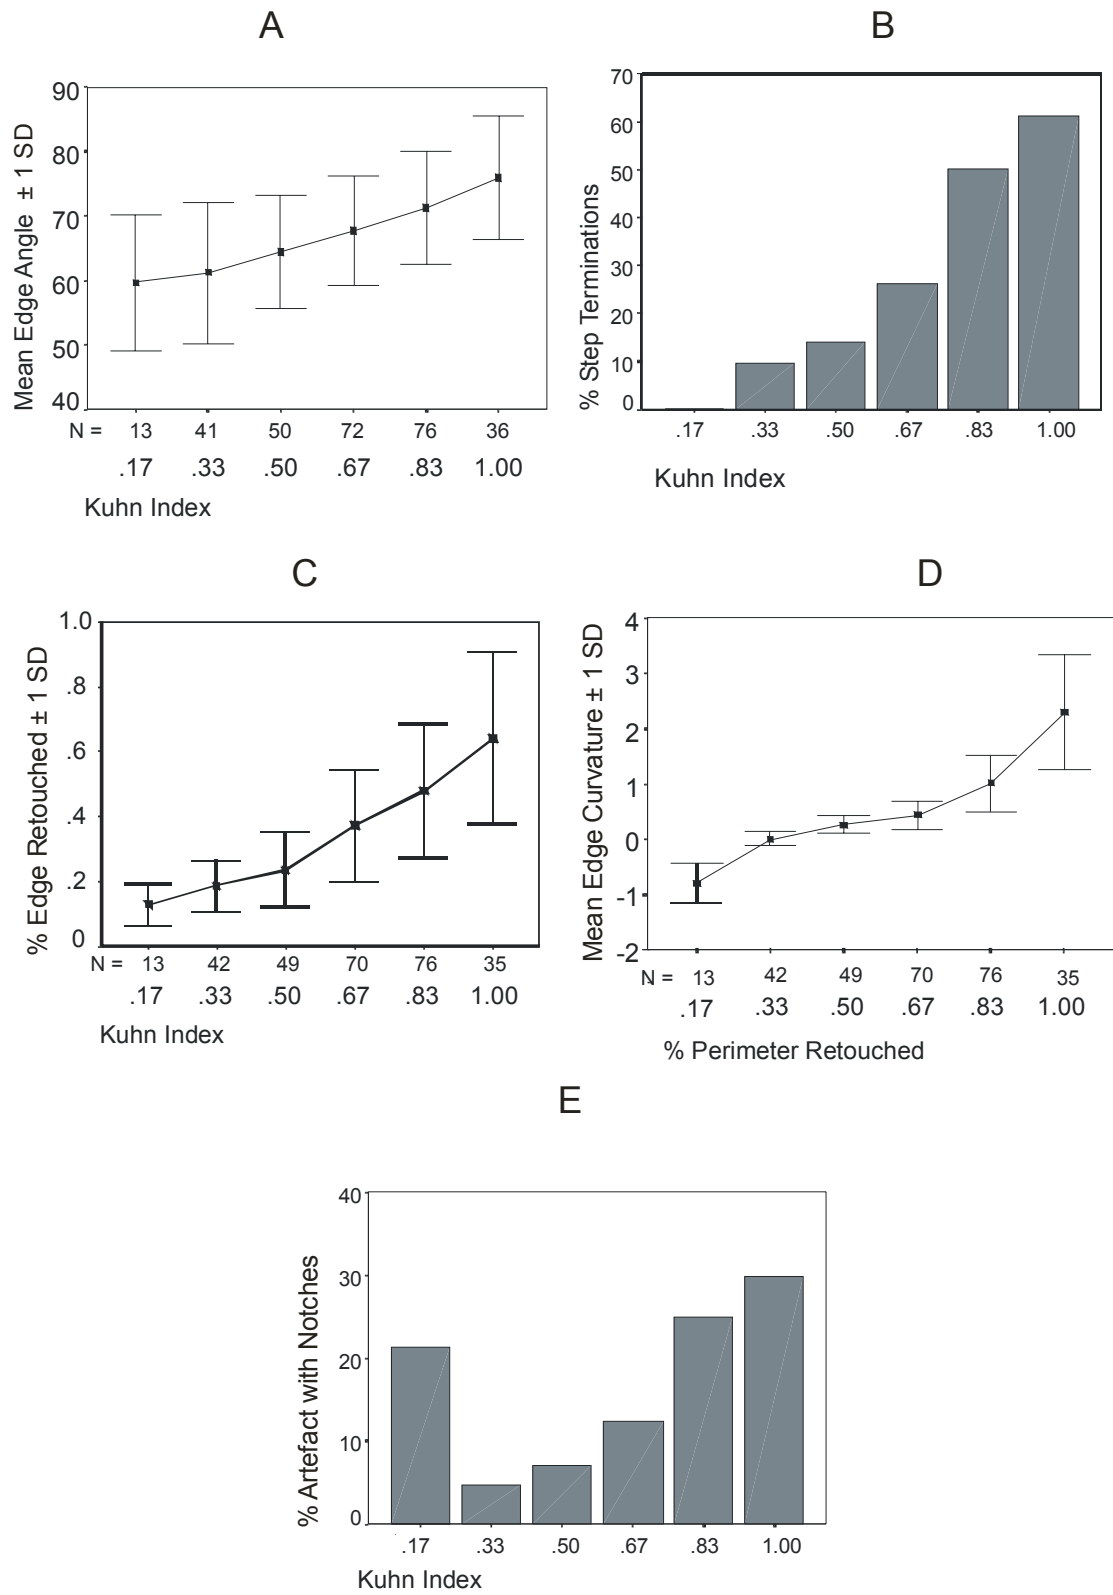 A
Mean Edge Angle ± 1 SD
90
80
70
60
50
40
N = 13 41 50 72 76 36
.17 .33 .50 .67 .83 1.00
Kuhn Index
B
% Step Terminations
70
60
50
40
30
20
10
0
.17 .33 .50 .67 .83 1.00
Kuhn Index
C
% Edge Retouched ± 1 SD
1.0
.8
.6
.4
.2
0
N = 13 42 49 70 76 35
.17 .33 .50 .67 .83 1.00
Kuhn Index
D
Mean Edge Curvature ± 1 SD
4
3
2
1
0
-1
-2
N = 13 42 49 70 76 35
.17 .33 .50 .67 .83 1.00
% Perimeter Retouched
E
% Artefact with Notches
40
30
20
10
0
.17 .33 .50 .67 .83 1.00
Kuhn Index